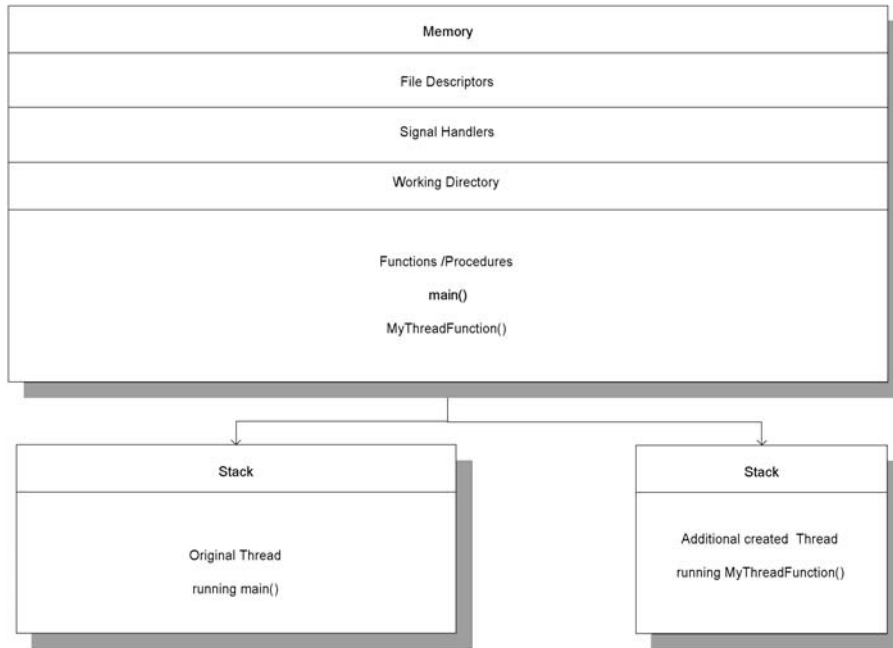 Memory
File Descriptors
Signal Handlers
Working Directory
Functions /Procedures
main()
MyThreadFunction()
Stack
Original Thread
running main()
Stack
Additional created Thread
running MyThreadFunction()